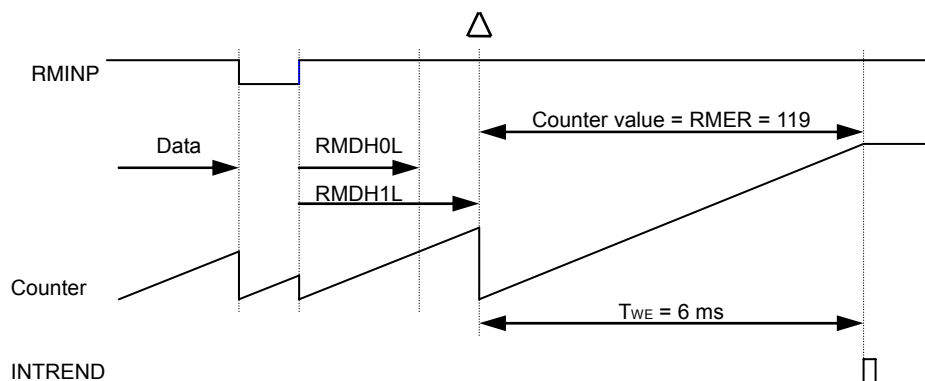 RMINP
Counter value = RMER = 119
Data
RMDH0L
RMDH1L
Counter
TWE = 6 ms
INTREND